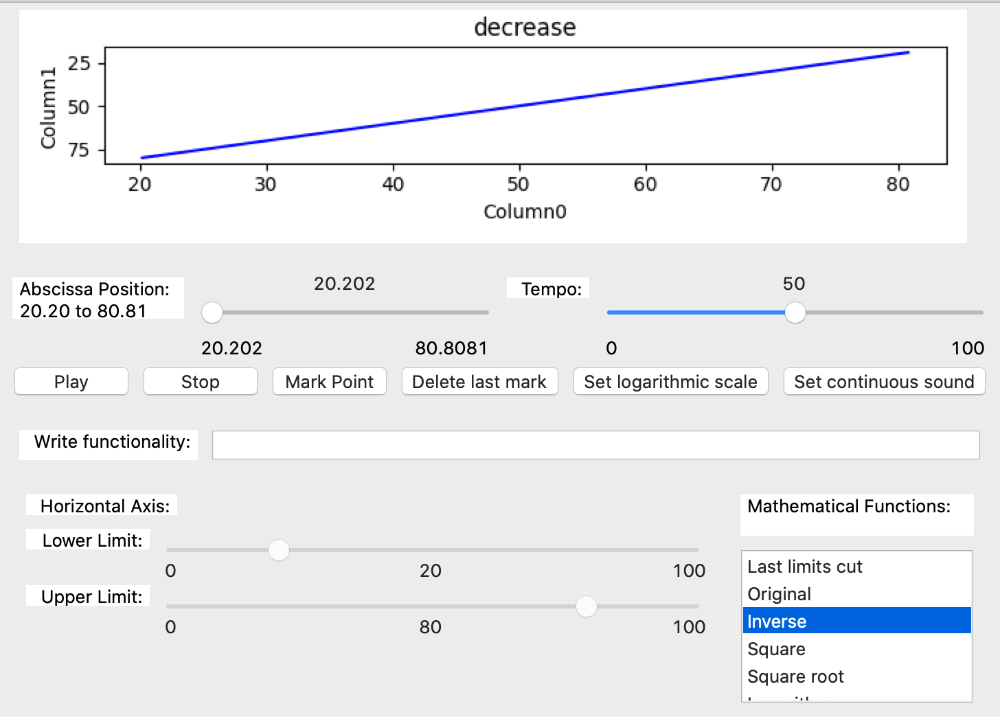 decrease
25
50
75
Column1
20 30 40 50 60 70 80
Column0
Abscissa Position:
20.20 to 80.81
20.202
20.202 80.8081
Tempo:
50
0 100
Play Stop Mark Point Delete last mark Set logarithmic scale Set continuous sound
Write functionality:
Horizontal Axis:
Lower Limit:
0 20 100
Upper Limit:
0 80 100
Mathematical Functions:
Last limits cut
Original
Inverse
Square
Square root